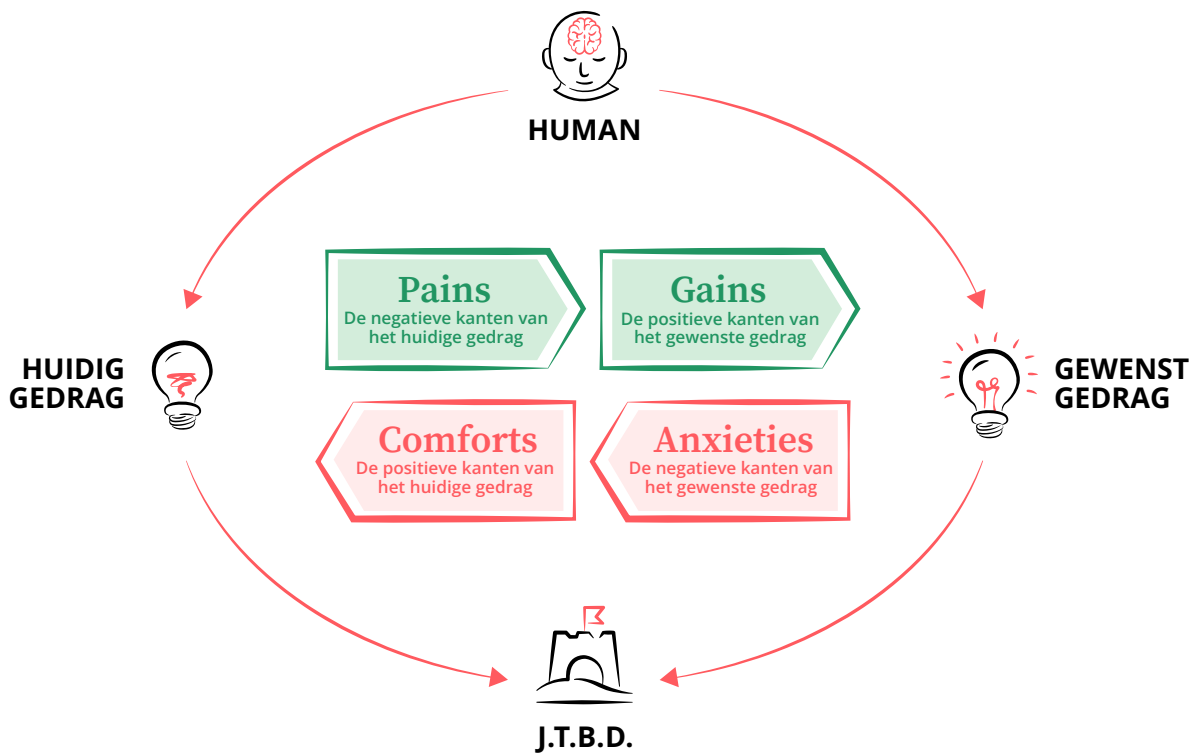 HUMAN
Pains
De negatieve kanten van
het huidige gedrag
Gains
De positieve kanten van
het gewenste gedrag
HUIDIG
GEDRAG
GEWENST
GEDRAG
Comforts
De positieve kanten van
het huidige gedrag
Anxieties
De negatieve kanten van
het gewenste gedrag
J.T.B.D.